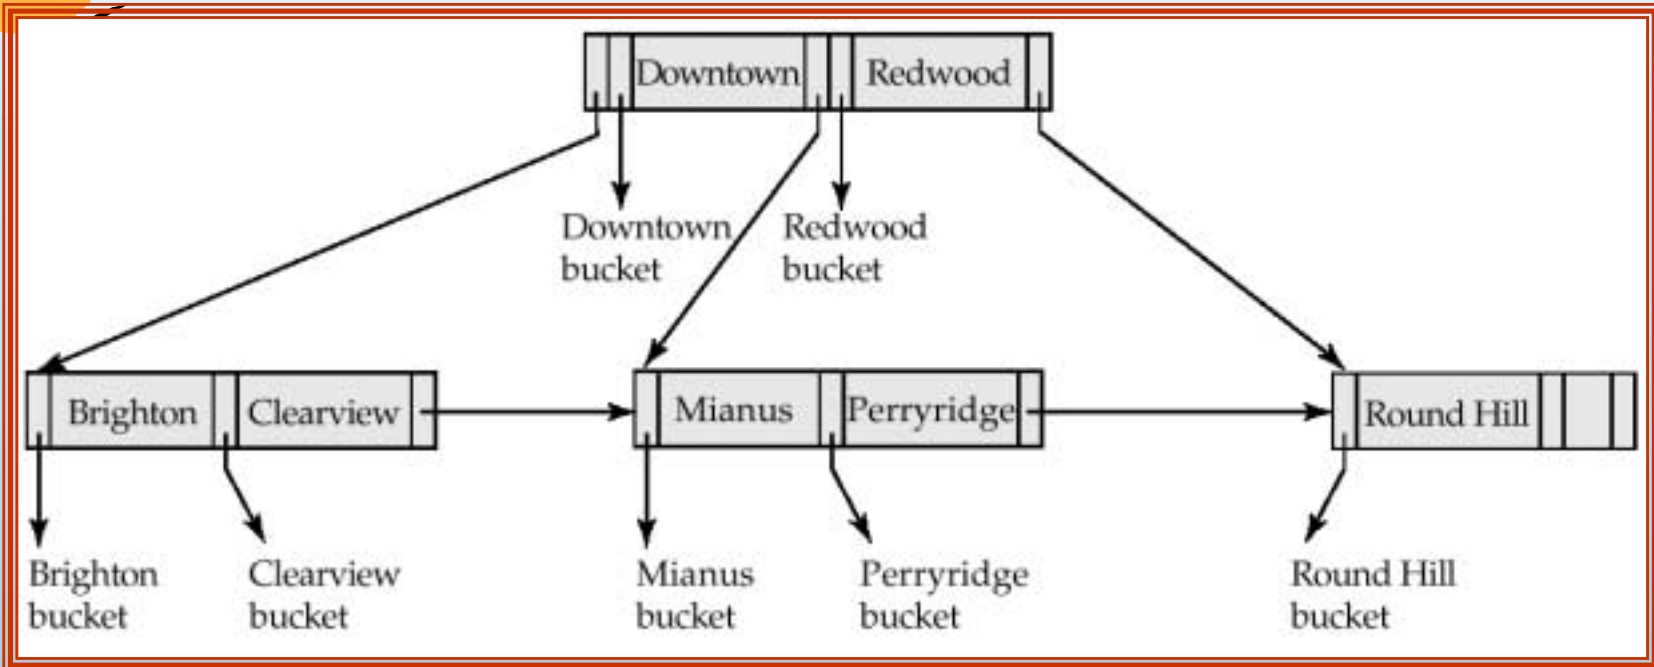 Downtown Redwood
Downtown
bucket
Redwood
bucket
Brighton Clearview
Mianus Perryridge
Round Hill
Brighton
bucket
Clearview
bucket
Mianus
bucket
Perryridge
bucket
Round Hill
bucket